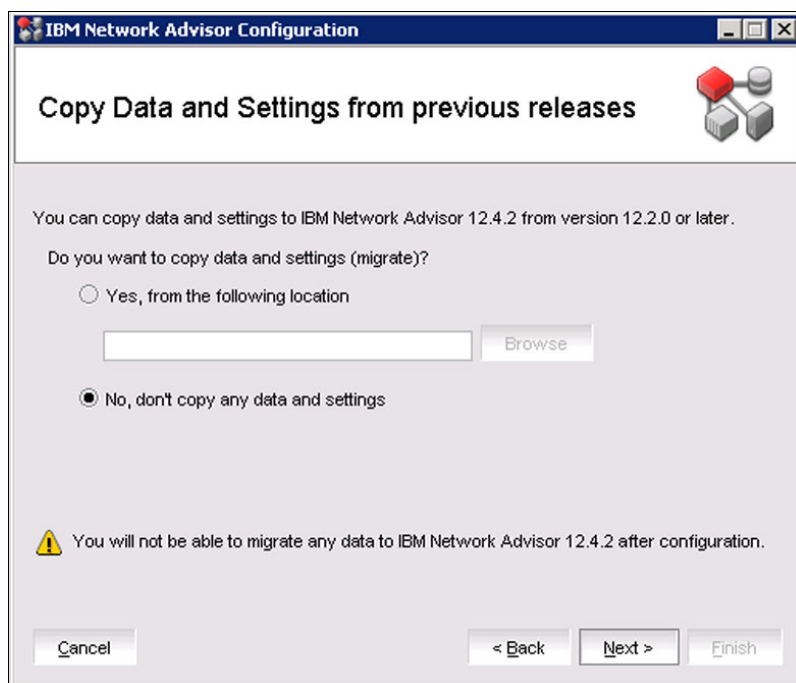 IBM Network Advisor Configuration
Copy Data and Settings from previous releases
You can copy data and settings to IBM Network Advisor 12.4.2 from version 12.2.0 or later.
Do you want to copy data and settings (migrate)?
Yes, from the following location
Browse
No, don't copy any data and settings
You will not be able to migrate any data to IBM Network Advisor 12.4.2 after configuration.
Cancel
< Back
Next >
Finish